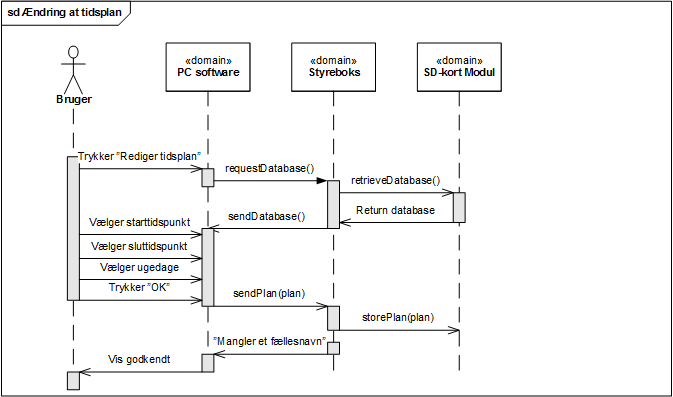 sd Ændring at tidsplan
«domain»
PC software
«domain»
Styreboks
«domain»
SD-kort Modul
Bruger
Trykker ”Rediger tidsplan”
requestDatabase()
retrieveDatabase()
Return database
sendDatabase()
Vælger starttidspunkt
Vælger sluttidspunkt
Vælger ugedage
Trykker ”OK”
sendPlan(plan)
storePlan(plan)
”Mangler et fællesnavn”
Vis godkendt